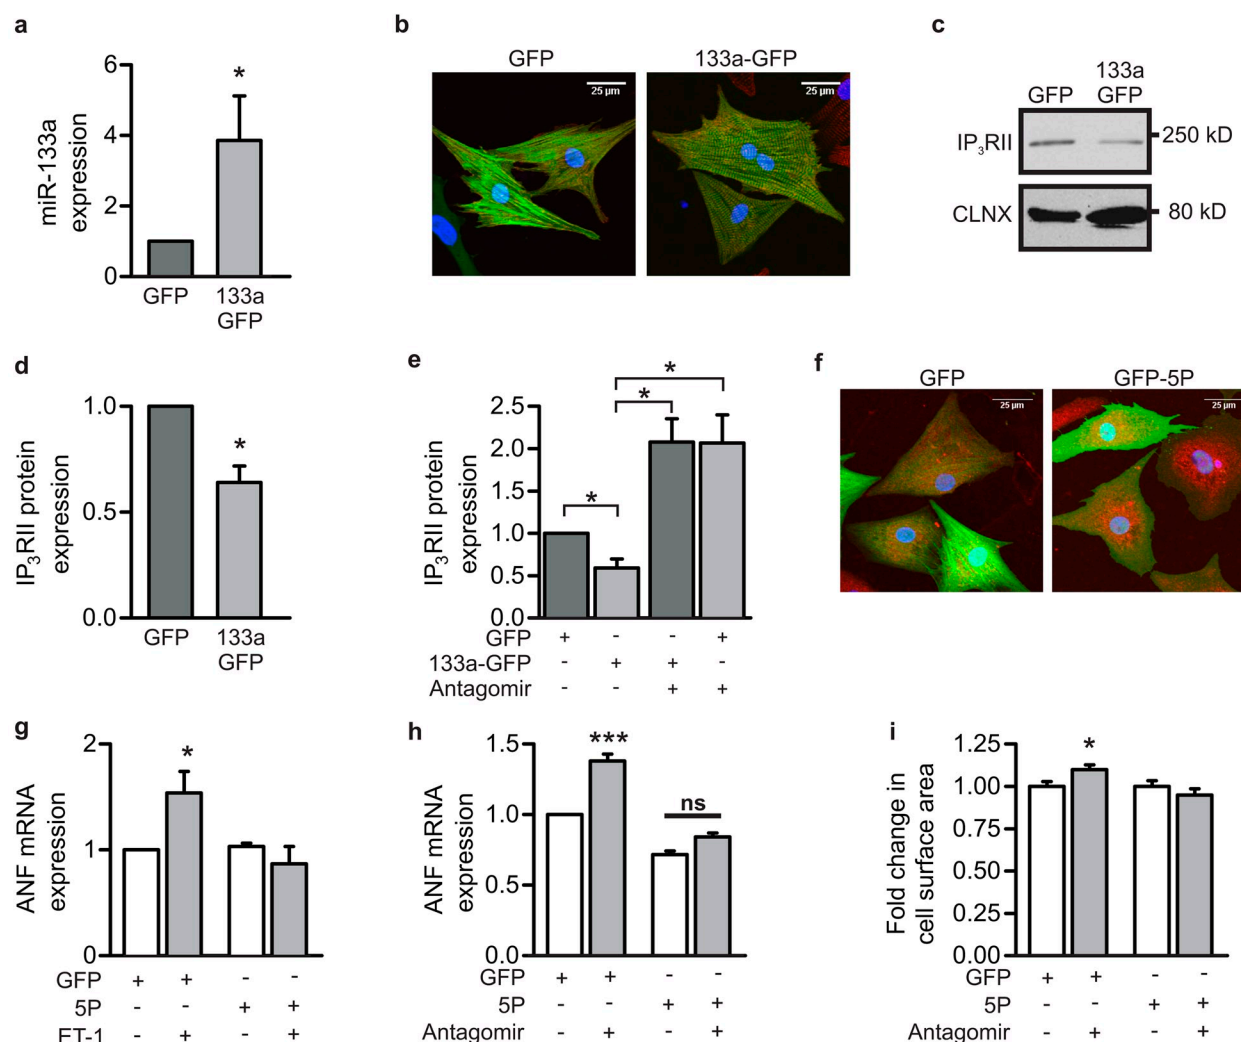 a
6
4
2
0
miR-133a
expression
*
GFP
133a
GFP
b
GFP
133a-GFP
25 µm
25 µm
c
GFP
133a
GFP
IP3RII
250 kD
CLNX
80 kD
d
1.0
0.5
0.0
IP3RII protein
expression
*
GFP
133a
GFP
e
2.5
2.0
1.5
1.0
0.5
0.0
IP3RII protein
expression
*
*
*
GFP + - - +
133a-GFP - + + -
Antagomir - - + +
f
GFP
GFP-5P
25 µm
25 µm
g
2
1
0
ANF mRNA
expression
*
GFP + + - -
5P - - + +
ET-1 - + - +
h
1.5
1.0
0.5
0.0
ANF mRNA
expression
***
ns
GFP + + - -
5P - - + +
Antagomir - + - +
i
1.25
1.00
0.75
0.50
0.25
0.00
Fold change in
cell surface area
*
GFP + + - -
5P - - + +
Antagomir - + - +